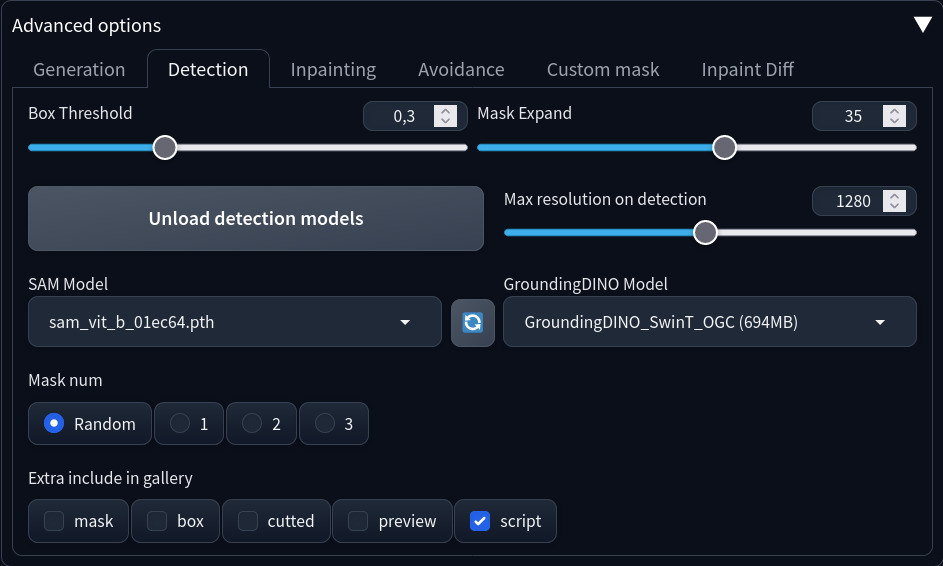 Advanced options
Generation Detection Inpainting Avoidance Custom mask Inpaint Diff
Box Threshold 0,3 Mask Expand 35
Unload detection models Max resolution on detection 1280
SAM Model GroundingDINO Model
sam_vit_b_01ec64.pth GroundingDINO_SwinT_OGC (694MB)
Mask num
Random 1 2 3
Extra include in gallery
mask box cutted preview script